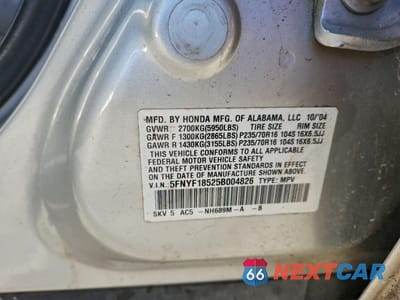 MFD. BY HONDA MFG. OF ALABAMA, LLC 10/'04
GVWR 2700KG(5950LBS) TIRE SIZE RIM SIZE
GAWR F 1300KG(2865LBS) P235/70R16 104S 16X6.5JJ
GAWR R 1430KG(3155LBS) P235/70R16 104S 16X6.5JJ
THIS VEHICLE CONFORMS TO ALL APPLICABLE
FEDERAL MOTOR VEHICLE SAFETY
AND THEFT PREVENTION STANDARDS IN EFFECT
ON THE DATE OF MANUFACTURE SHOWN ABOVE.
V.I.N. 5FNYF18525B004826 TYPE: MPV
SKV 5 AC5 -NH689M-A -B
66 NEXTCAR